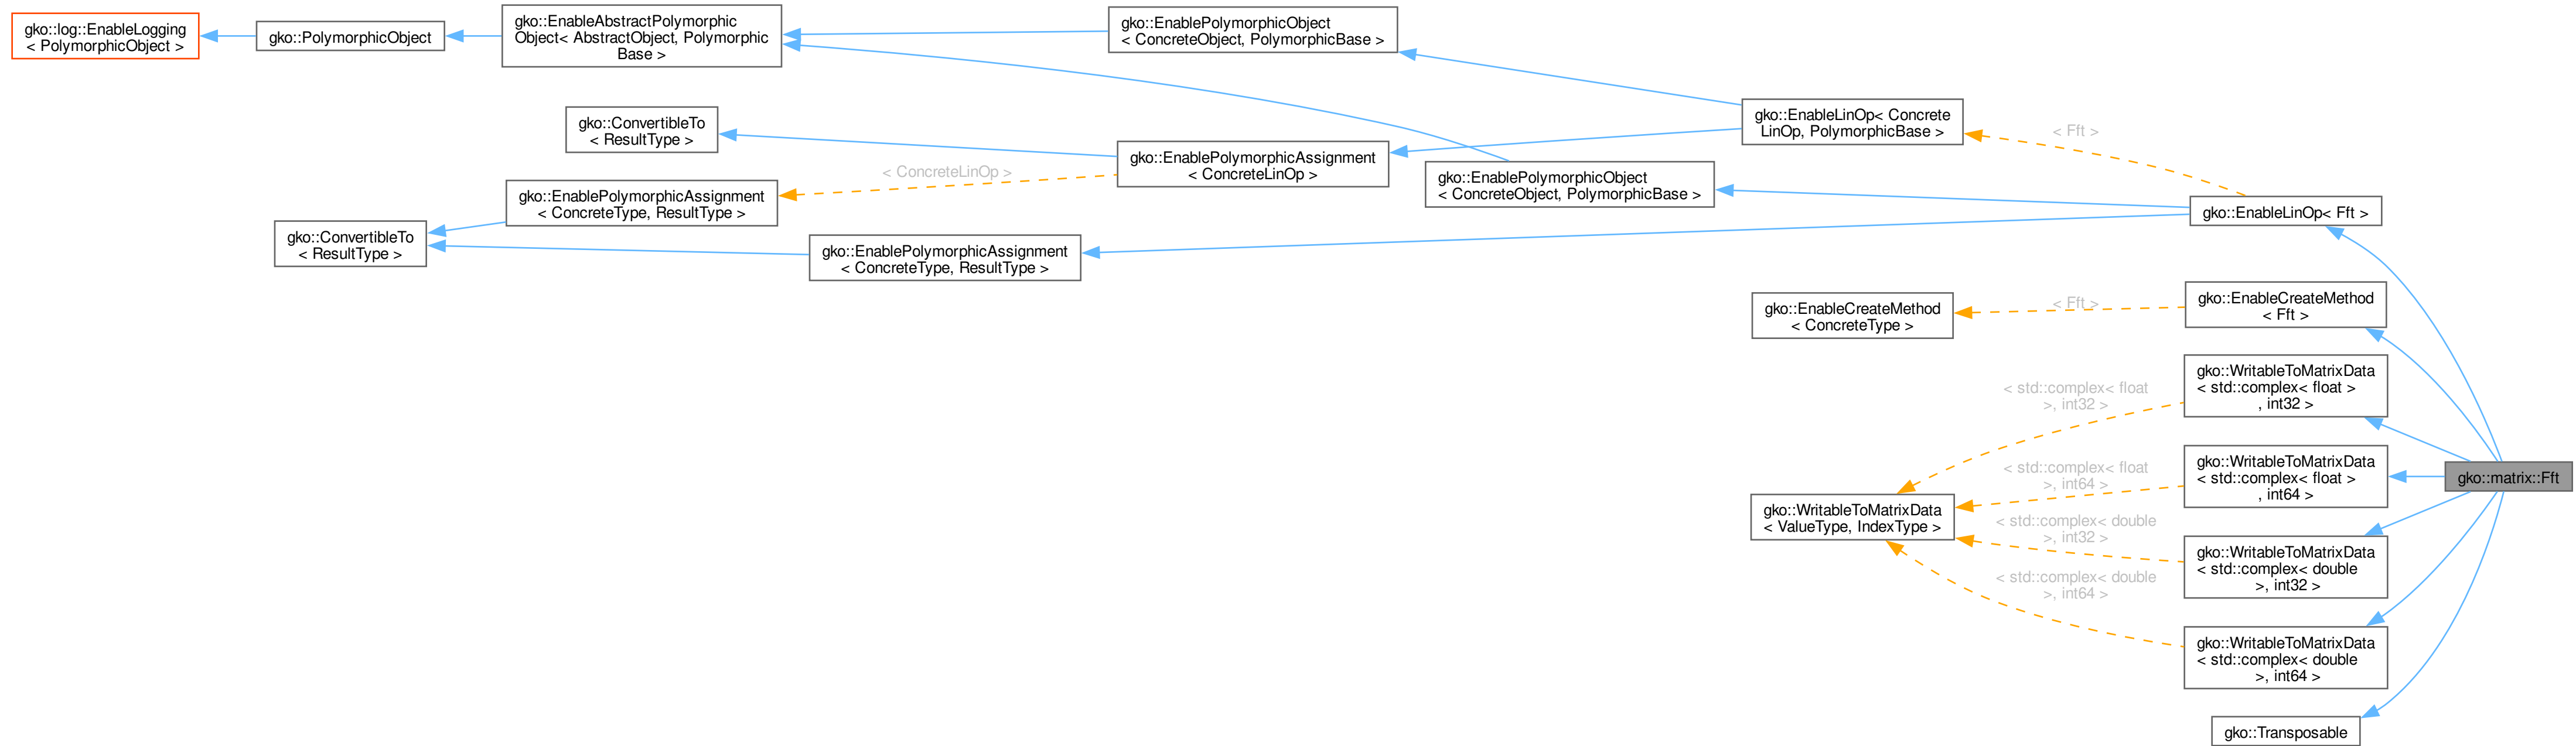 gko::log::EnableLogging
< PolymorphicObject >
gko::PolymorphicObject
gko::EnableAbstractPolymorphic
Object< AbstractObject, Polymorphic
Base >
gko::EnablePolymorphicObject
< ConcreteObject, PolymorphicBase >
gko::ConvertibleTo
< ResultType >
gko::EnableLinOp< Concrete
LinOp, PolymorphicBase >
< Fft >
gko::EnablePolymorphicAssignment
< ConcreteLinOp >
< ConcreteLinOp >
gko::EnablePolymorphicObject
< ConcreteObject, PolymorphicBase >
gko::EnablePolymorphicAssignment
< ConcreteType, ResultType >
gko::EnableLinOp< Fft >
gko::ConvertibleTo
< ResultType >
gko::EnablePolymorphicAssignment
< ConcreteType, ResultType >
gko::EnableCreateMethod
< ConcreteType >
< Fft >
gko::EnableCreateMethod
< Fft >
gko::WritableToMatrixData
< std::complex< float >
, int32 >
< std::complex< float
>, int32 >
gko::WritableToMatrixData
< std::complex< float >
, int64 >
< std::complex< float
>, int64 >
gko::matrix::Fft
gko::WritableToMatrixData
< ValueType, IndexType >
< std::complex< double
>, int32 >
gko::WritableToMatrixData
< std::complex< double
>, int32 >
< std::complex< double
>, int64 >
gko::WritableToMatrixData
< std::complex< double
>, int64 >
gko::Transposable